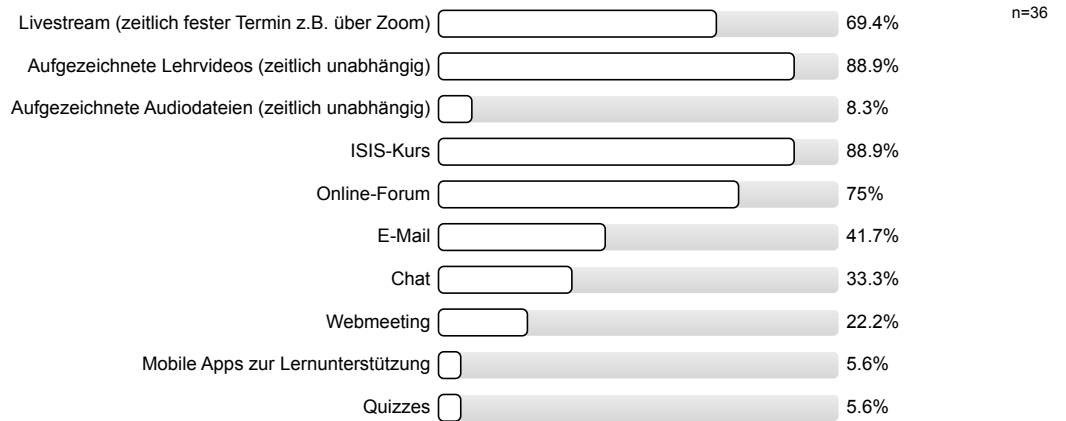 Livestream (zeitlich fester Termin z.B. über Zoom) 69.4% n=36
Aufgezeichnete Lehrvideos (zeitlich unabhängig) 88.9%
Aufgezeichnete Audiodateien (zeitlich unabhängig) 8.3%
ISIS-Kurs 88.9%
Online-Forum 75%
E-Mail 41.7%
Chat 33.3%
Webmeeting 22.2%
Mobile Apps zur Lernunterstützung 5.6%
Quizzes 5.6%